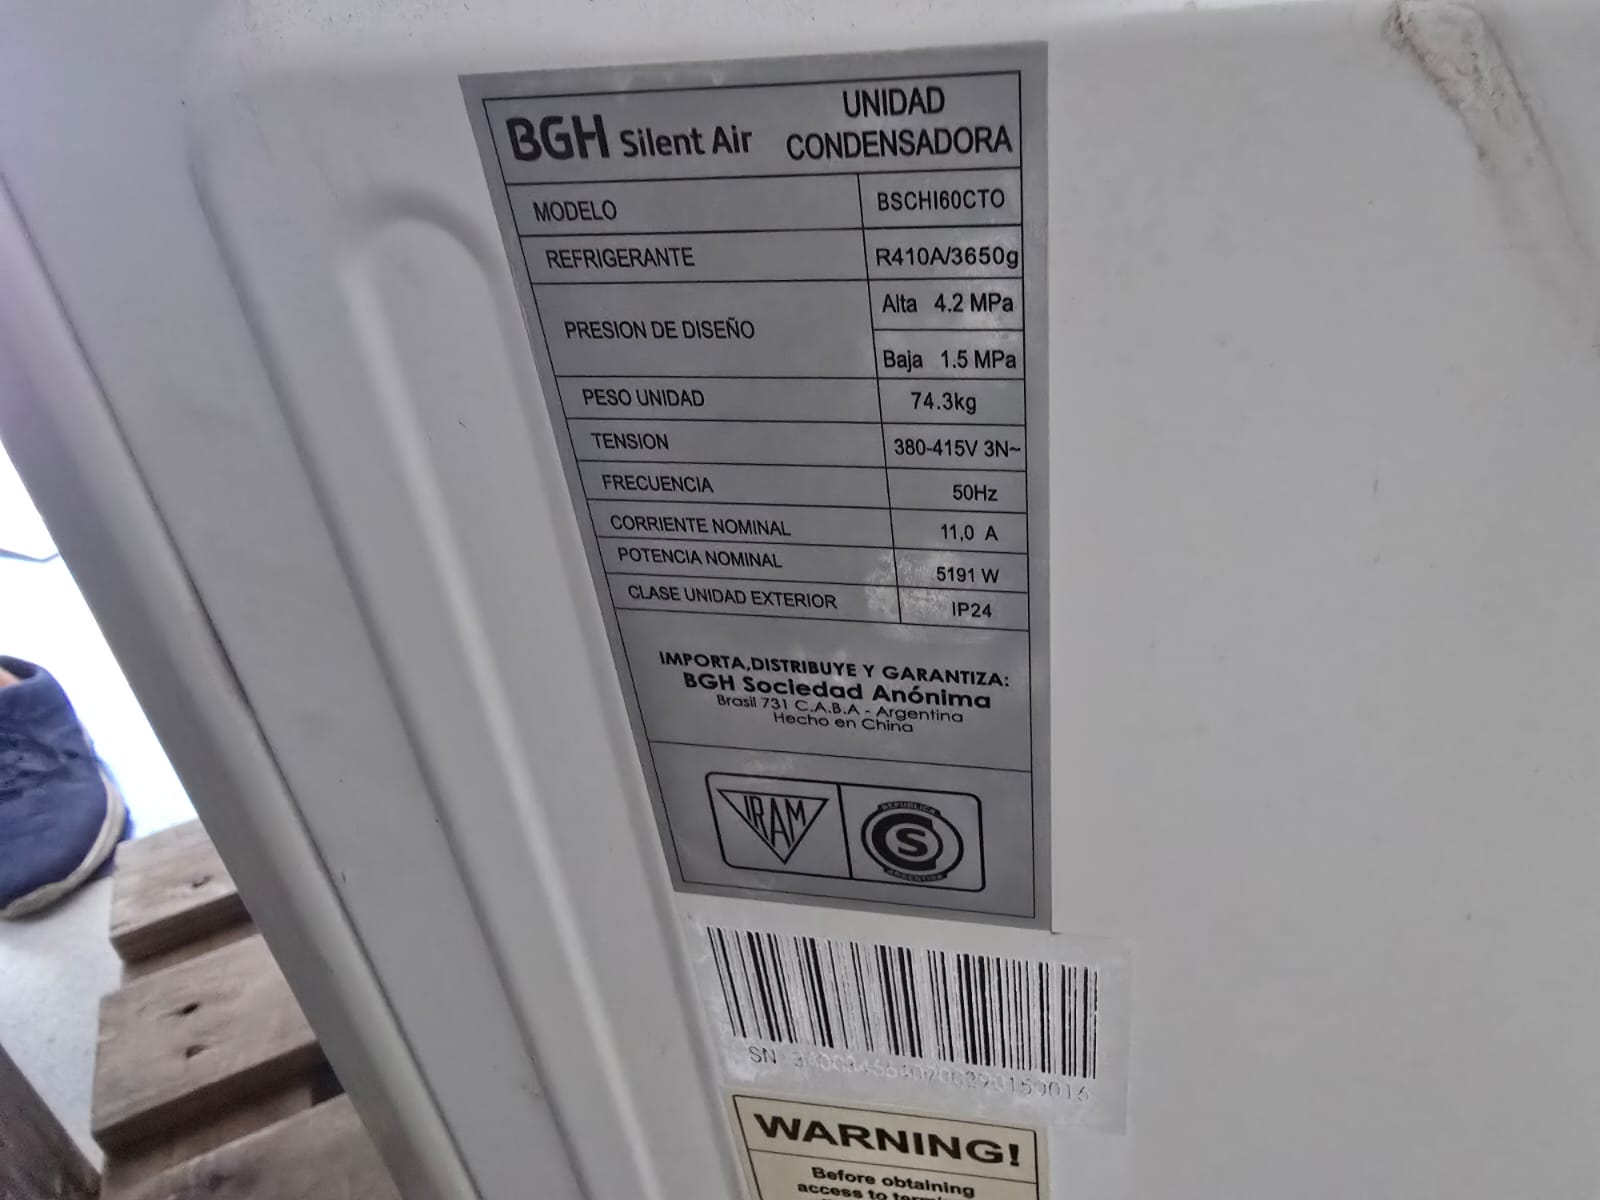 BGH Silent Air
UNIDAD
CONDENSADORA
MODELO BSCHI60CTO
REFRIGERANTE R410A/3650g
PRESION DE DISEÑO Alta 4.2 MPa
Baja 1.5 MPa
PESO UNIDAD 74.3kg
TENSION 380-415V 3N~
FRECUENCIA 50Hz
CORRIENTE NOMINAL 11,0 A
POTENCIA NOMINAL 5191 W
CLASE UNIDAD EXTERIOR IP24
IMPORTA,DISTRIBUYE Y GARANTIZA:
BGH Sociedad Anónima
Brasil 731 C.A.B.A - Argentina
Hecho en China
IRAM
REPUBLICA
S
ARGENTINA
SN
WARNING!
Before obtaining
access to